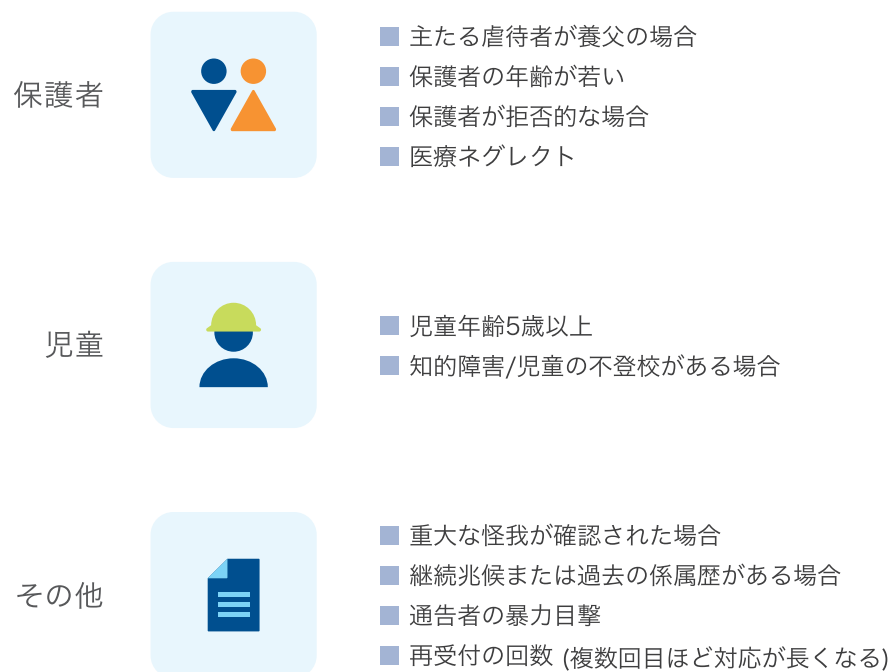 保護者
主たる虐待者が養父の場合
保護者の年齢が若い
保護者が拒否的な場合
医療ネグレクト
児童
児童年齢5歳以上
知的障害/児童の不登校がある場合
その他
重大な怪我が確認された場合
継続兆候または過去の係属歴がある場合
通告者の暴力目撃
再受付の回数 (複数回目ほど対応が長くなる)